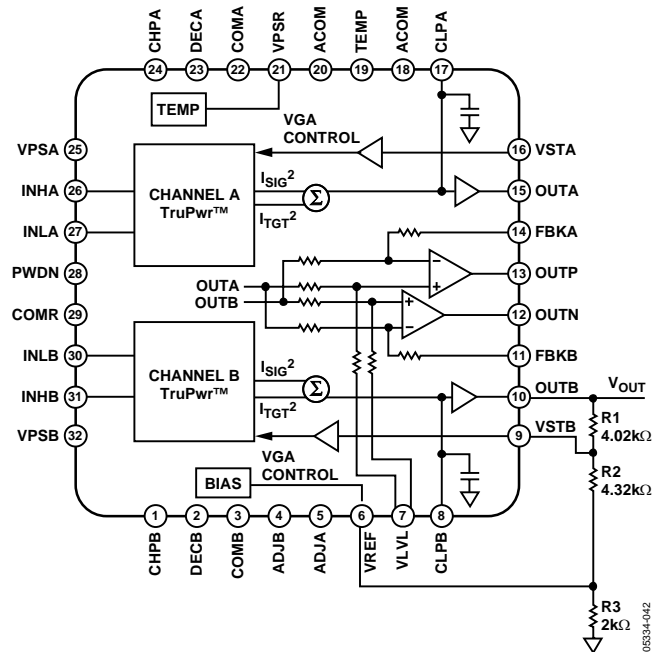 CHPA
DECA
COMA
VPSR
ACOM
TEMP
ACOM
CLPA
24
23
22
21
20
19
18
17
TEMP
VGA
CONTROL
VPSA 25
16 VSTA
INHA 26
CHANNEL A
TruPwr™
ISIG²
ITGT²
Σ
15 OUTA
INLA 27
14 FBKA
PWDN 28
OUTA
OUTB
−
+
13 OUTP
COMR 29
+
−
12 OUTN
INLB 30
11 FBKB
CHANNEL B
TruPwr™
ISIG²
ITGT²
Σ
INHB 31
10 OUTB
VOUT
R1
4.02kΩ
VPSB 32
9 VSTB
VGA
CONTROL
R2
4.32kΩ
BIAS
1
2
3
4
5
6
7
8
CHPB
DECB
COMB
ADJB
ADJA
VREF
VLVL
CLPB
R3
2kΩ
05334-042